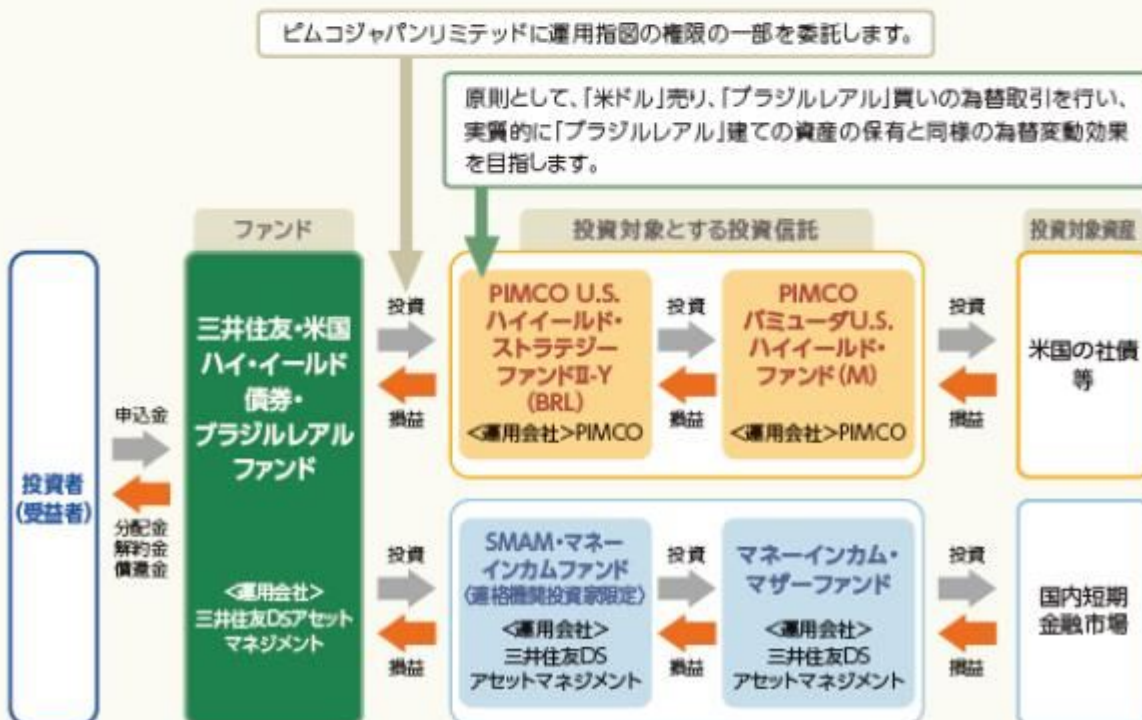 ピムコジャパンリミテッドに運用指図の権限の一部を委託します。
原則として、「米ドル」売り、「ブラジルレアル」買いの為替取引を行い、
実質的に「ブラジルレアル」建ての資産の保有と同様の為替変動効果
を目指します。
ファンド
投資対象とする投資信託
投資対象資産
投資者
(受益者)
申込金
分配金
解約金
償還金
三井住友・米国
ハイ・イールド
債券・
ブラジルレアル
ファンド
<運用会社>
三井住友DSアセット
マネジメント
投資
損益
PIMCO U.S.
ハイイールド・
ストラテジー
ファンドⅡ-Y
(BRL)
<運用会社>PIMCO
投資
損益
PIMCO
バミューダU.S.
ハイイールド・
ファンド(M)
<運用会社>PIMCO
投資
損益
米国の社債
等
投資
損益
SMAM・マネー
インカムファンド
(適格機関投資家限定)
<運用会社>
三井住友DS
アセットマネジメント
投資
損益
マネーインカム・
マザーファンド
<運用会社>
三井住友DS
アセットマネジメント
投資
損益
国内短期
金融市場